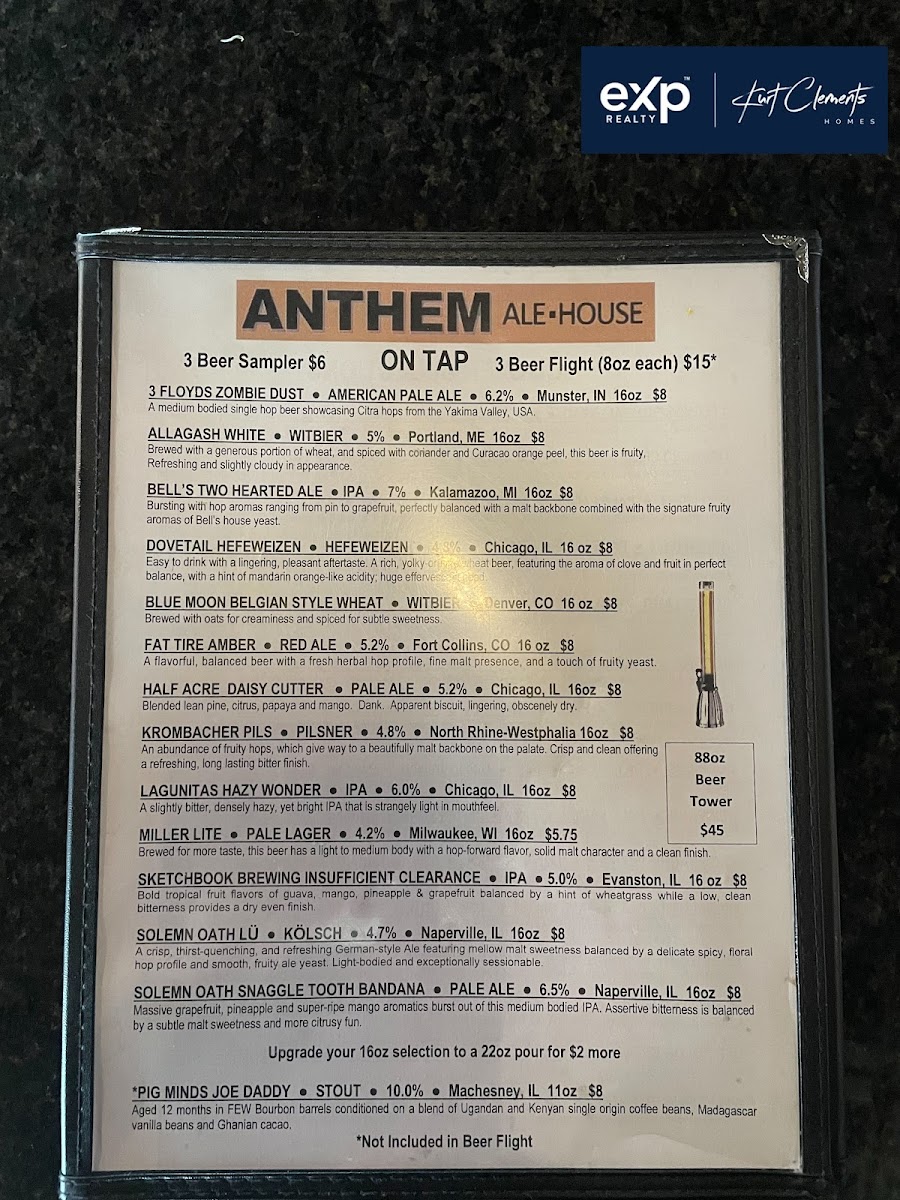 eXp™
REALTY
Kurt Clements
HOMES
ANTHEM ALE▪HOUSE
3 Beer Sampler $6 ON TAP 3 Beer Flight (8oz each) $15*
3 FLOYDS ZOMBIE DUST ● AMERICAN PALE ALE ● 6.2% ● Munster, IN 16oz $8
A medium bodied single hop beer showcasing Citra hops from the Yakima Valley, USA.
ALLAGASH WHITE ● WITBIER ● 5% ● Portland, ME 16oz $8
Brewed with a generous portion of wheat, and spiced with coriander and Curacao orange peel, this beer is fruity,
Refreshing and slightly cloudy in appearance.
BELL'S TWO HEARTED ALE ● IPA ● 7% ● Kalamazoo, MI 16oz $8
Bursting with hop aromas ranging from pin to grapefruit, perfectly balanced with a malt backbone combined with the signature fruity
aromas of Bell's house yeast.
DOVETAIL HEFEWEIZEN ● HEFEWEIZEN ● ● Chicago, IL 16 oz $8
Easy to drink with a lingering, pleasant aftertaste. A rich, yolky wheat beer, featuring the aroma of clove and fruit in perfect
balance, with a hint of mandarin orange-like acidity; huge
BLUE MOON BELGIAN STYLE WHEAT ● WITBIER Denver, CO 16 oz $8
Brewed with oats for creaminess and spiced for subtle sweetness.
FAT TIRE AMBER ● RED ALE ● 5.2% ● Fort Collins, CO 16 oz $8
A flavorful, balanced beer with a fresh herbal hop profile, fine malt presence, and a touch of fruity yeast.
HALF ACRE DAISY CUTTER ● PALE ALE ● 5.2% ● Chicago, IL 16oz $8
Blended lean pine, citrus, papaya and mango. Dank. Apparent biscuit, lingering, obscenely dry.
KROMBACHER PILS ● PILSNER ● 4.8% ● North Rhine-Westphalia 16oz $8
An abundance of fruity hops, which give way to a beautifully malt backbone on the palate. Crisp and clean offering
a refreshing, long lasting bitter finish.
88oz
Beer
Tower
$45
LAGUNITAS HAZY WONDER ● IPA ● 6.0% ● Chicago, IL 16oz $8
A slightly bitter, densely hazy, yet bright IPA that is strangely light in mouthfeel.
MILLER LITE ● PALE LAGER ● 4.2% ● Milwaukee, WI 16oz $5.75
Brewed for more taste, this beer has a light to medium body with a hop-forward flavor, solid malt character and a clean finish.
SKETCHBOOK BREWING INSUFFICIENT CLEARANCE ● IPA ● 5.0% ● Evanston, IL 16 oz $8
Bold tropical fruit flavors of guava, mango, pineapple & grapefruit balanced by a hint of wheatgrass while a low, clean
bitterness provides a dry even finish.
SOLEMN OATH LÜ ● KÖLSCH ● 4.7% ● Naperville, IL 16oz $8
A crisp, thirst-quenching, and refreshing German-style Ale featuring mellow malt sweetness balanced by a delicate spicy, floral
hop profile and smooth, fruity ale yeast. Light-bodied and exceptionally sessionable.
SOLEMN OATH SNAGGLE TOOTH BANDANA ● PALE ALE ● 6.5% ● Naperville, IL 16oz $8
Massive grapefruit, pineapple and super-ripe mango aromatics burst out of this medium bodied IPA. Assertive bitterness is balanced
by a subtle malt sweetness and more citrusy fun.
Upgrade your 16oz selection to a 22oz pour for $2 more
*PIG MINDS JOE DADDY ● STOUT ● 10.0% ● Machesney, IL 11oz $8
Aged 12 months in FEW Bourbon barrels conditioned on a blend of Ugandan and Kenyan single origin coffee beans, Madagascar
vanilla beans and Ghanian cacao.
*Not Included in Beer Flight